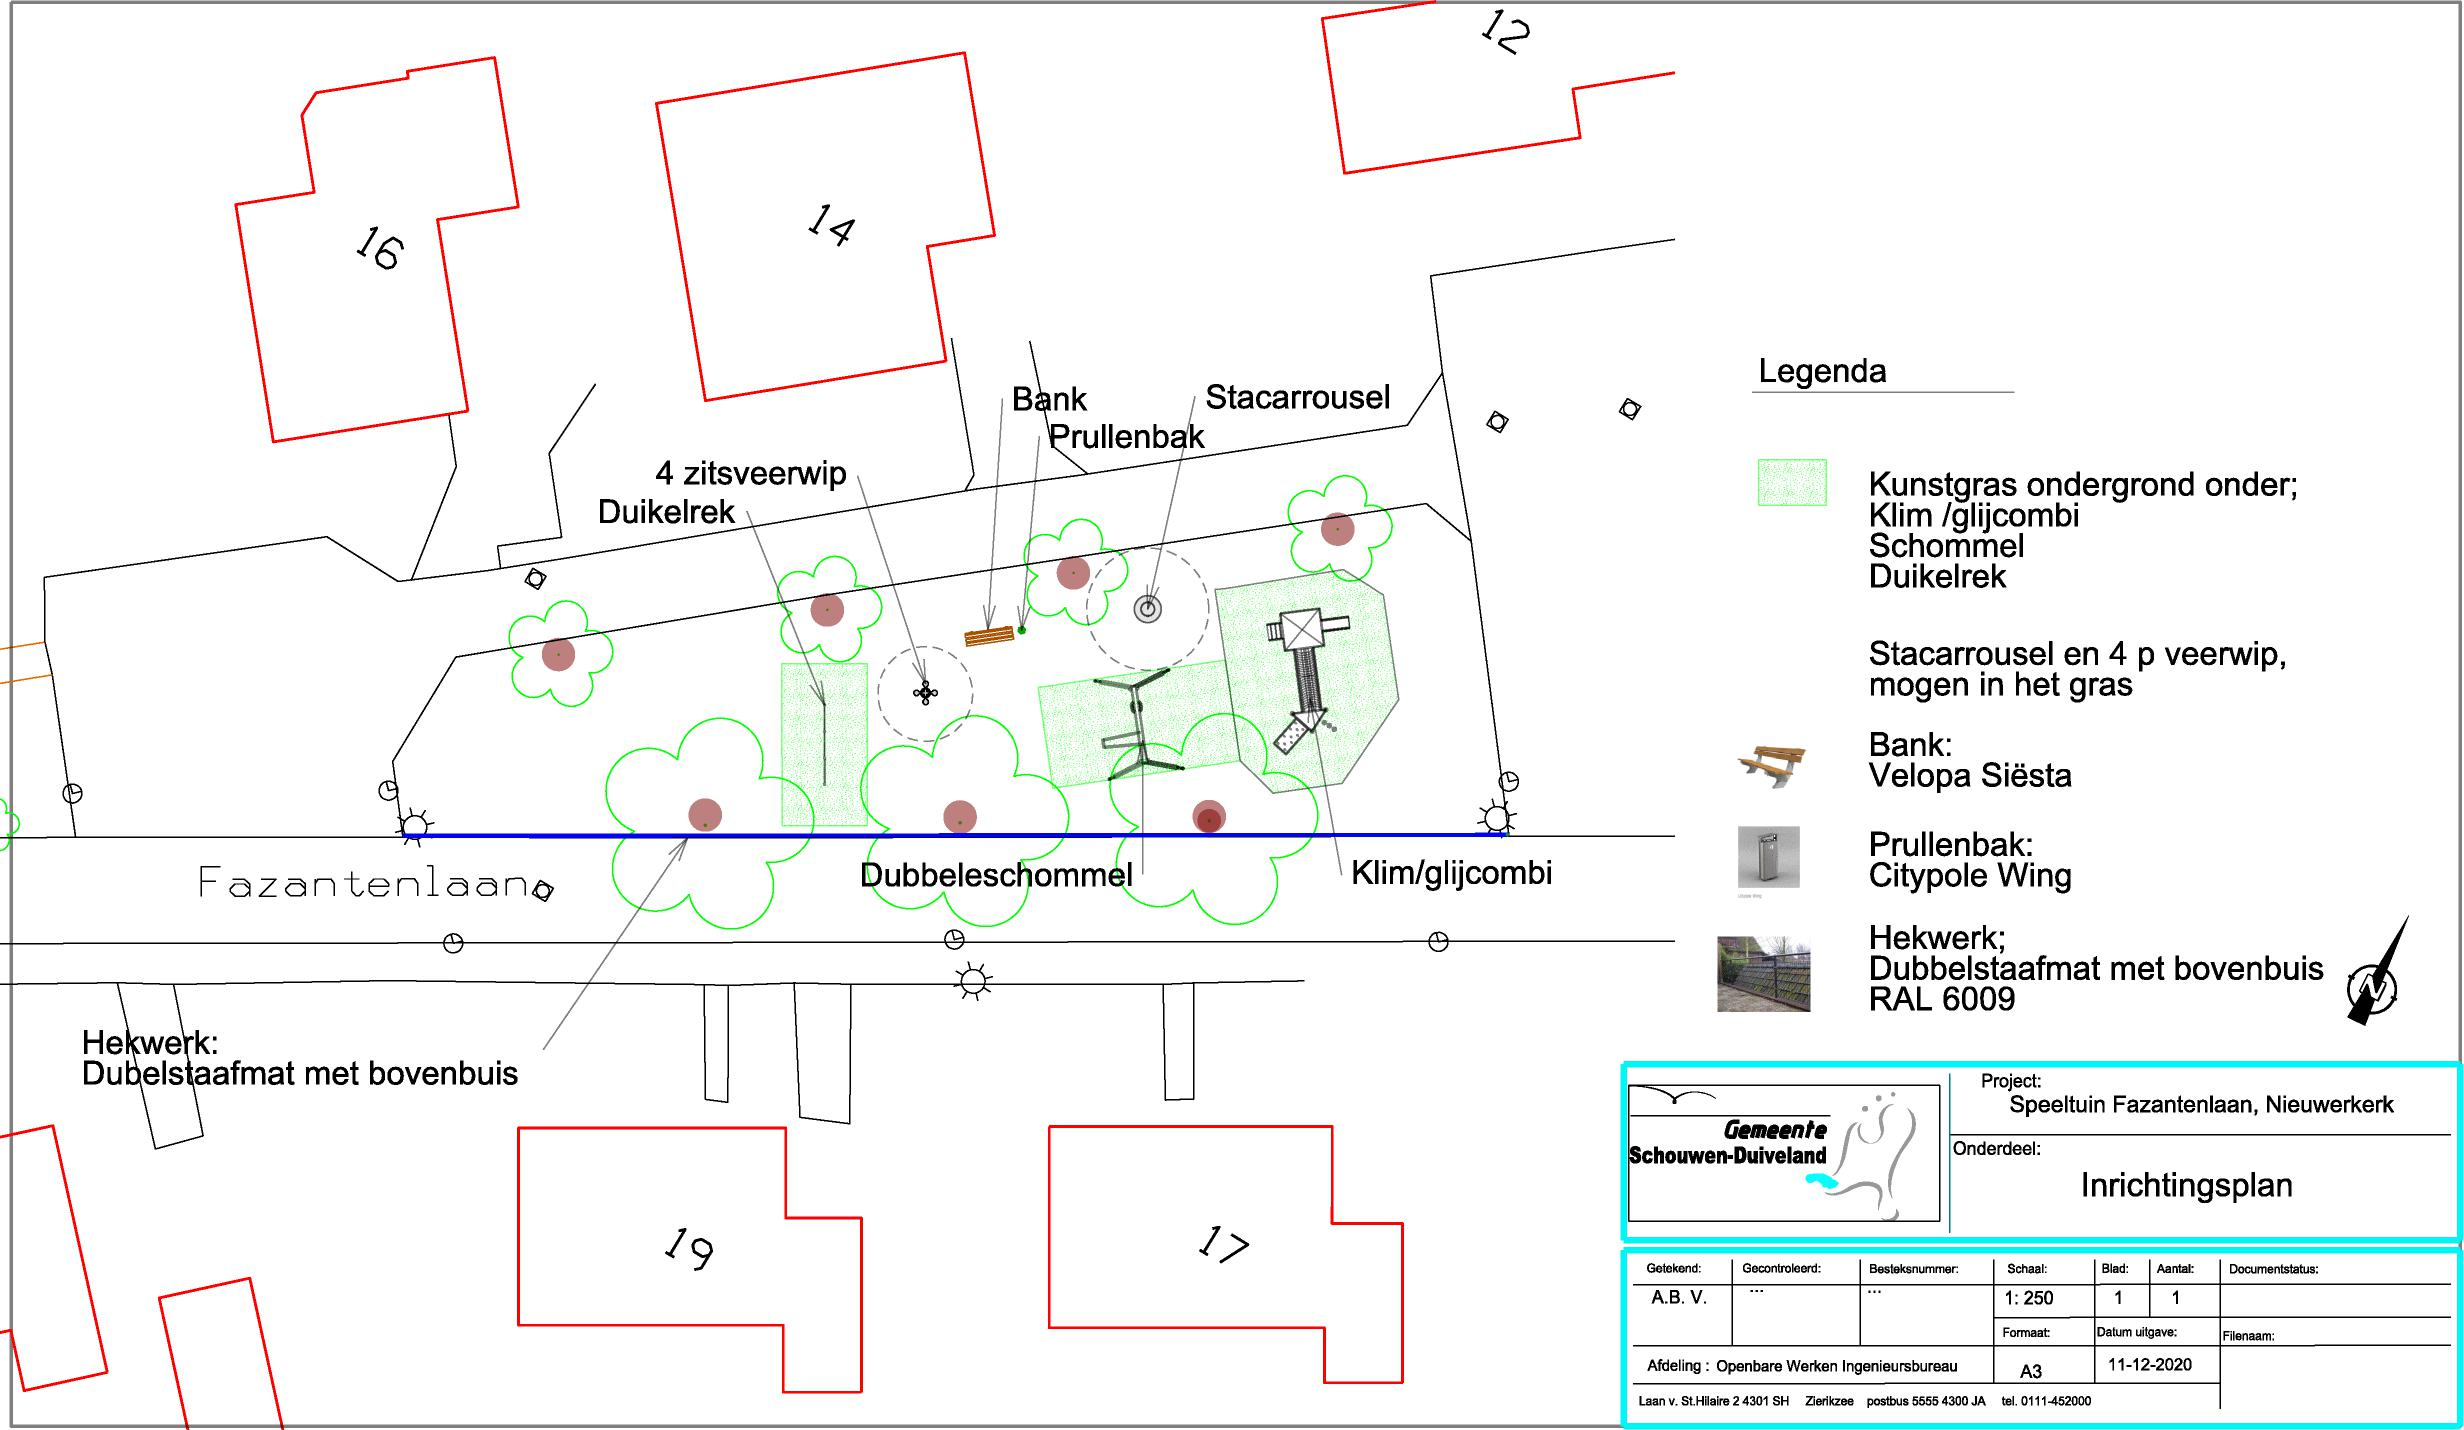 12
16
14
Bank
Stacarrousel
Prullenbak
4 zitsveerwip
Duikelrek
Fazantenlaan
Dubbeleschommel
Klim/glijcombi
Hekwerk:
Dubelstaafmat met bovenbuis
19
17
Legenda
Kunstgras ondergrond onder;
Klim /glijcombi
Schommel
Duikelrek
Stacarrousel en 4 p veerwip,
mogen in het gras
Bank:
Velopa Siësta
Prullenbak:
Citypole Wing
Hekwerk;
Dubbelstaafmat met bovenbuis
RAL 6009
N
Gemeente
Schouwen-Duiveland
Project:
Speeltuin Fazantenlaan, Nieuwerkerk
Onderdeel:
Inrichtingsplan
Getekend: Gecontroleerd: Besteksnummer: Schaal: Blad: Aantal: Documentstatus:
A.B. V. ... ... 1: 250 1 1
Formaat: Datum uitgave: Filenaam:
Afdeling : Openbare Werken Ingenieursbureau A3 11-12-2020
Laan v. St.Hilaire 2 4301 SH Zierikzee postbus 5555 4300 JA tel. 0111-452000